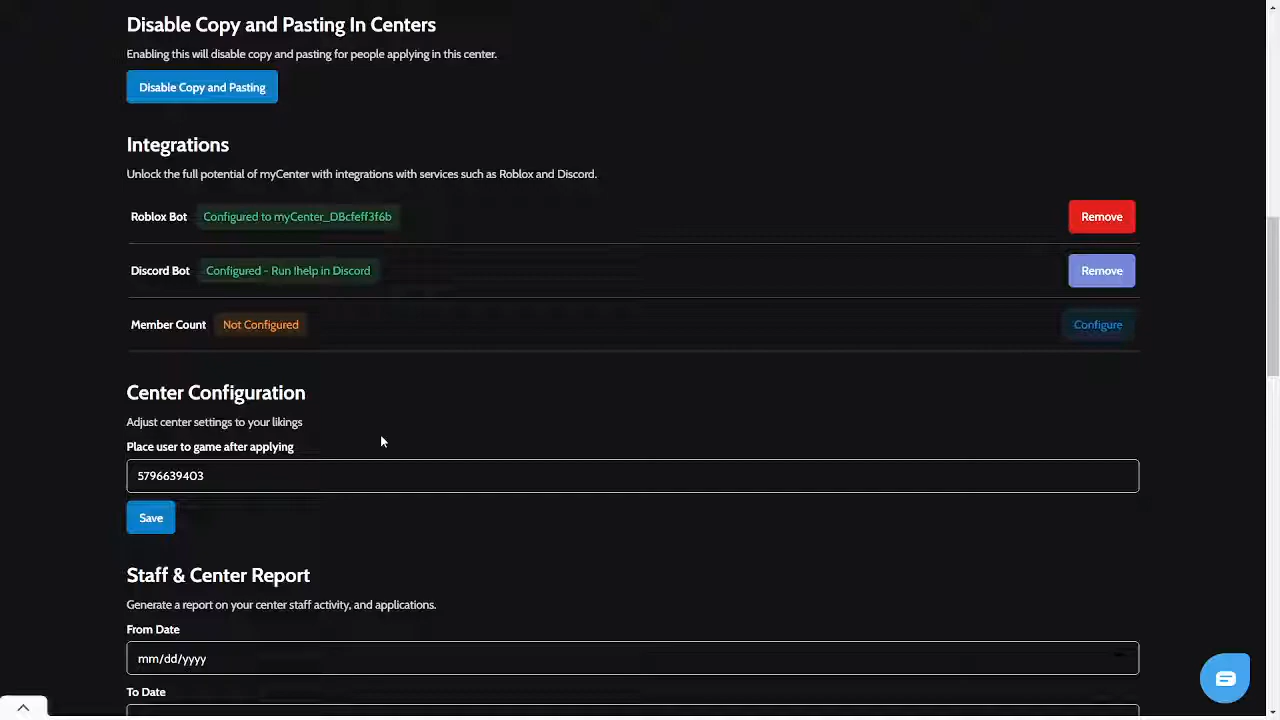 Disable Copy and Pasting In Centers
Enabling this will disable copy and pasting for people applying in this center.
Disable Copy and Pasting
Integrations
Unlock the full potential of myCenter with integrations with services such as Roblox and Discord.
Roblox Bot Configured to myCenter_DBcfeff3f6b Remove
Discord Bot Configured - Run !help in Discord Remove
Member Count Not Configured Configure
Center Configuration
Adjust center settings to your likings
Place user to game after applying
5796639403
Save
Staff & Center Report
Generate a report on your center staff activity, and applications.
From Date
mm/dd/yyyy
To Date